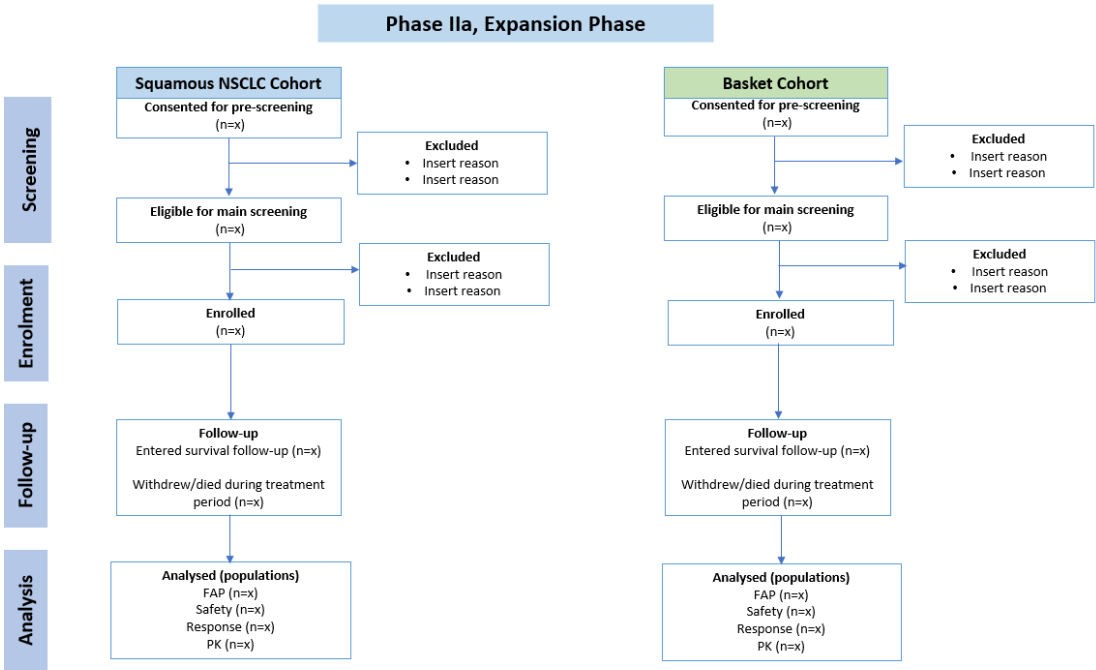 Phase IIa, Expansion Phase
Squamous NSCLC Cohort
Consented for pre-screening
(n=x)
Excluded
• Insert reason
• Insert reason
Eligible for main screening
(n=x)
Excluded
• Insert reason
• Insert reason
Enrolled
(n=x)
Follow-up
Entered survival follow-up (n=x)
Withdrew/died during treatment
period (n=x)
Analysed (populations)
FAP (n=x)
Safety (n=x)
Response (n=x)
PK (n=x)
Basket Cohort
Consented for pre-screening
(n=x)
Excluded
• Insert reason
• Insert reason
Eligible for main screening
(n=x)
Excluded
• Insert reason
• Insert reason
Enrolled
(n=x)
Follow-up
Entered survival follow-up (n=x)
Withdrew/died during treatment
period (n=x)
Analysed (populations)
FAP (n=x)
Safety (n=x)
Response (n=x)
PK (n=x)
Screening
Enrolment
Follow-up
Analysis